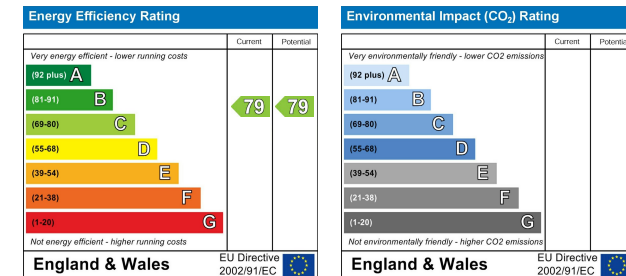 Energy Efficiency Rating
Current Potential
Very energy efficient - lower running costs
(92 plus) A
(81-91) B
(69-80) C
(55-68) D
(39-54) E
(21-38) F
(1-20) G
79 79
Not energy efficient - higher running costs
England & Wales
EU Directive
2002/91/EC
Environmental Impact (CO2) Rating
Current Potential
Very environmentally friendly - lower CO2 emissions
(92 plus) A
(81-91) B
(69-80) C
(55-68) D
(39-54) E
(21-38) F
(1-20) G
Not environmentally friendly - higher CO2 emissions
England & Wales
EU Directive
2002/91/EC